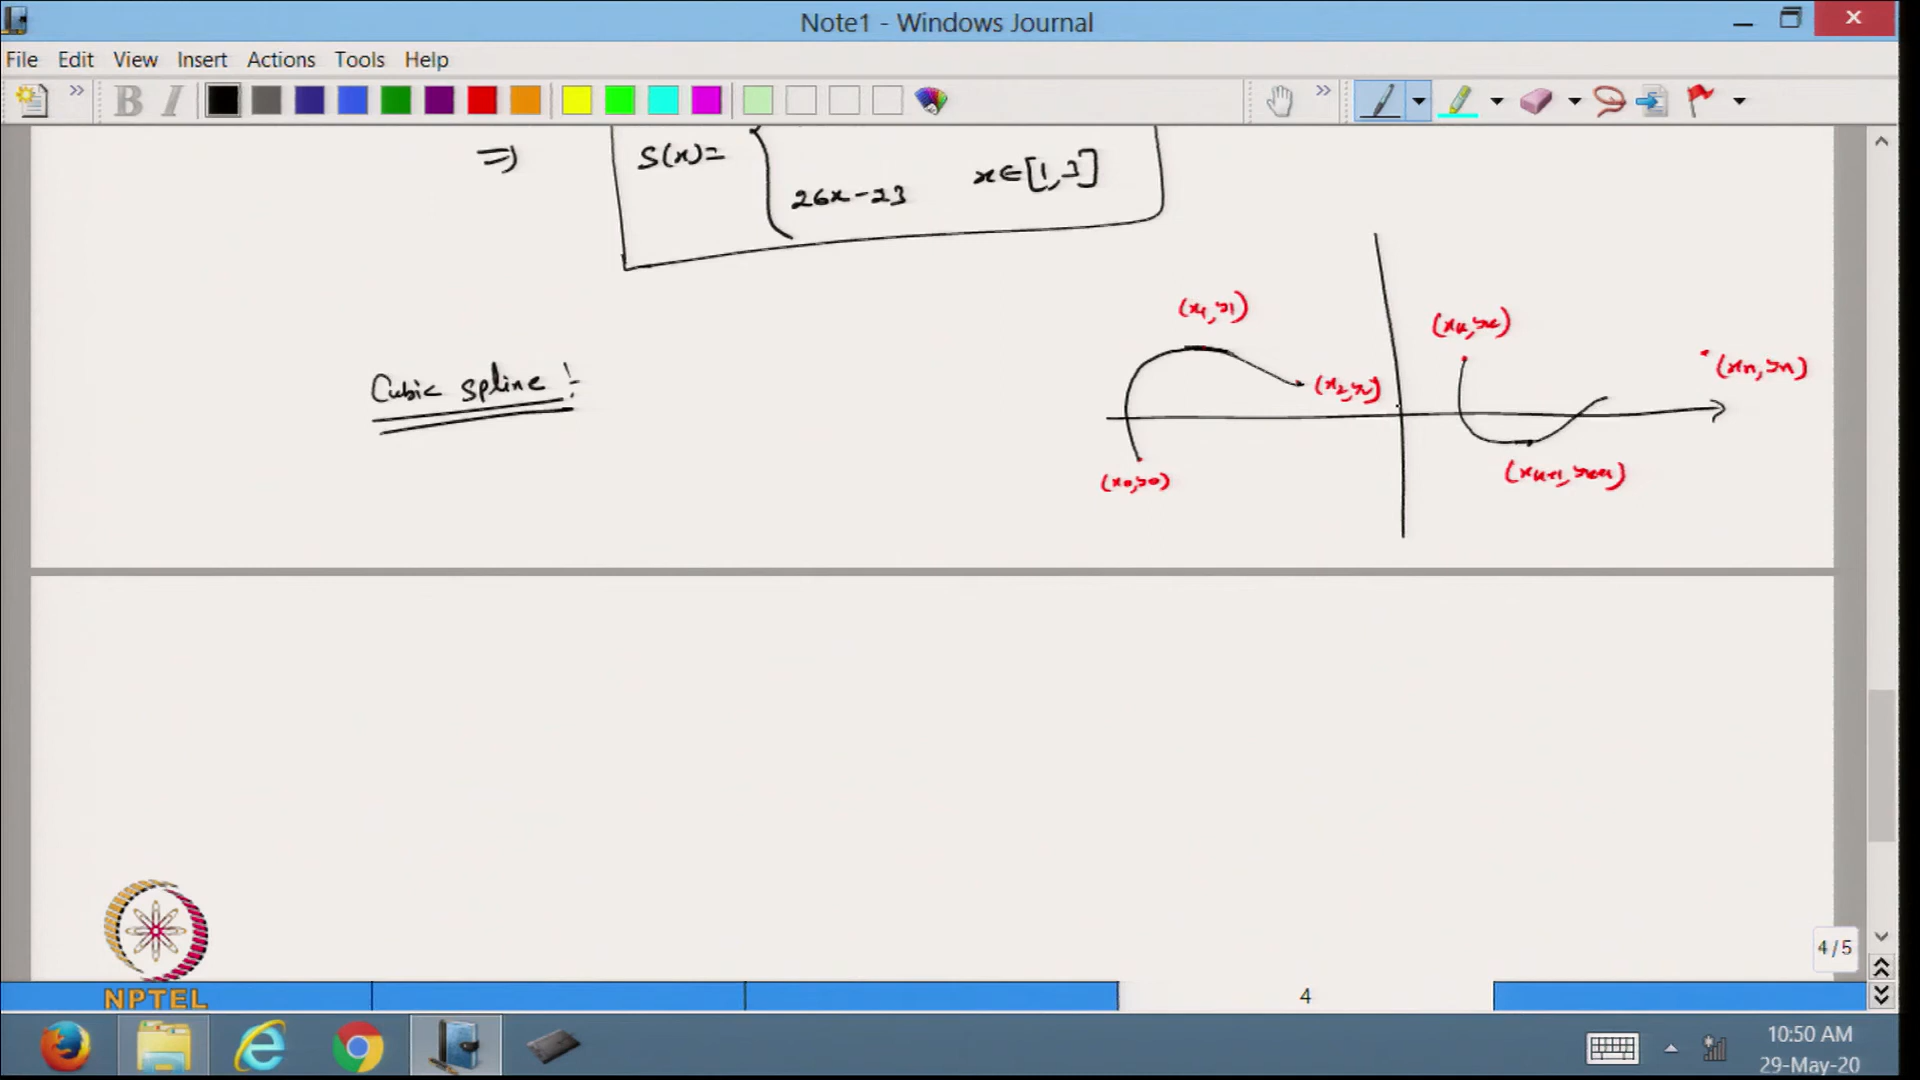 Note1 - Windows Journal
File Edit View Insert Actions Tools Help
B I
=> S(x)=
26x-23 x∈[1,3]
(x₁,y₁)
(xₖ,yₖ)
(xₙ,yₙ)
Cubic spline :-
(x₂,y₂)
(x₀,y₀)
(xₖ₊₁,yₖ₊₁)
4 / 5
NPTEL
4
10:50 AM
29-May-20